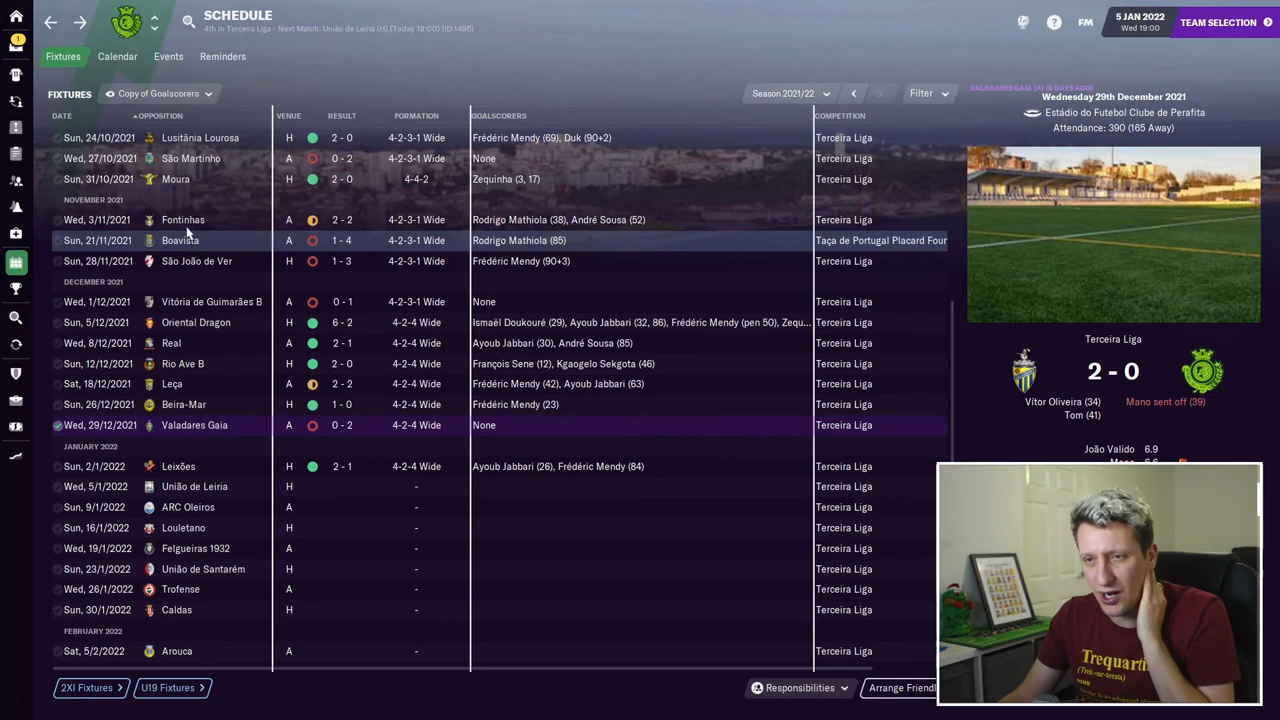 SCHEDULE
4th in Terceira Liga - Next Match: União de Leiria (H) (Today 19:00) (ID:1495)
1
FM
5 JAN 2022
Wed 19:00
TEAM SELECTION
Fixtures Calendar Events Reminders
FIXTURES Copy of Goalscorers Season 2021/22 Filter
DATE OPPOSITION VENUE RESULT FORMATION GOALSCORERS COMPETITION
Sun, 24/10/2021 Lusitânia Lourosa H 2 - 0 4-2-3-1 Wide Frédéric Mendy (69), Duk (90+2) Terceira Liga
Wed, 27/10/2021 São Martinho A 0 - 2 4-2-3-1 Wide None Terceira Liga
Sun, 31/10/2021 Moura H 2 - 0 4-4-2 Zequinha (3, 17) Terceira Liga
NOVEMBER 2021
Wed, 3/11/2021 Fontinhas A 2 - 2 4-2-3-1 Wide Rodrigo Mathiola (38), André Sousa (52) Terceira Liga
Sun, 21/11/2021 Boavista A 1 - 4 4-2-3-1 Wide Rodrigo Mathiola (85) Taça de Portugal Placard Four
Sun, 28/11/2021 São João de Ver H 1 - 3 4-2-3-1 Wide Frédéric Mendy (90+3) Terceira Liga
DECEMBER 2021
Wed, 1/12/2021 Vitória de Guimarães B A 0 - 1 4-2-3-1 Wide None Terceira Liga
Sun, 5/12/2021 Oriental Dragon H 6 - 2 4-2-4 Wide Ismaël Doukouré (29), Ayoub Jabbari (32, 86), Frédéric Mendy (pen 50), Zequ... Terceira Liga
Wed, 8/12/2021 Real A 2 - 1 4-2-4 Wide Ayoub Jabbari (30), André Sousa (85) Terceira Liga
Sun, 12/12/2021 Rio Ave B H 2 - 0 4-2-4 Wide François Sene (12), Kgaogelo Sekgota (46) Terceira Liga
Sat, 18/12/2021 Leça A 2 - 2 4-2-4 Wide Frédéric Mendy (42), Ayoub Jabbari (63) Terceira Liga
Sun, 26/12/2021 Beira-Mar H 1 - 0 4-2-4 Wide Frédéric Mendy (23) Terceira Liga
Wed, 29/12/2021 Valadares Gaia A 0 - 2 4-2-4 Wide None Terceira Liga
JANUARY 2022
Sun, 2/1/2022 Leixões H 2 - 1 4-2-4 Wide Ayoub Jabbari (26), Frédéric Mendy (84) Terceira Liga
Wed, 5/1/2022 União de Leiria H - Terceira Liga
Sun, 9/1/2022 ARC Oleiros A - Terceira Liga
Sun, 16/1/2022 Louletano H - Terceira Liga
Wed, 19/1/2022 Felgueiras 1932 A - Terceira Liga
Sun, 23/1/2022 União de Santarém H - Terceira Liga
Wed, 26/1/2022 Trofense A - Terceira Liga
Sun, 30/1/2022 Caldas H - Terceira Liga
FEBRUARY 2022
Sat, 5/2/2022 Arouca A - Terceira Liga
2XI Fixtures U19 Fixtures Responsibilities Arrange Friendl
Wednesday 29th December 2021
Estádio do Futebol Clube de Perafita
Attendance: 390 (165 Away)
Terceira Liga
2 - 0
Vítor Oliveira (34) Mano sent off (39)
Tom (41)
João Valido 6.9
Trequarti
(Trek-war-teesta)
noun